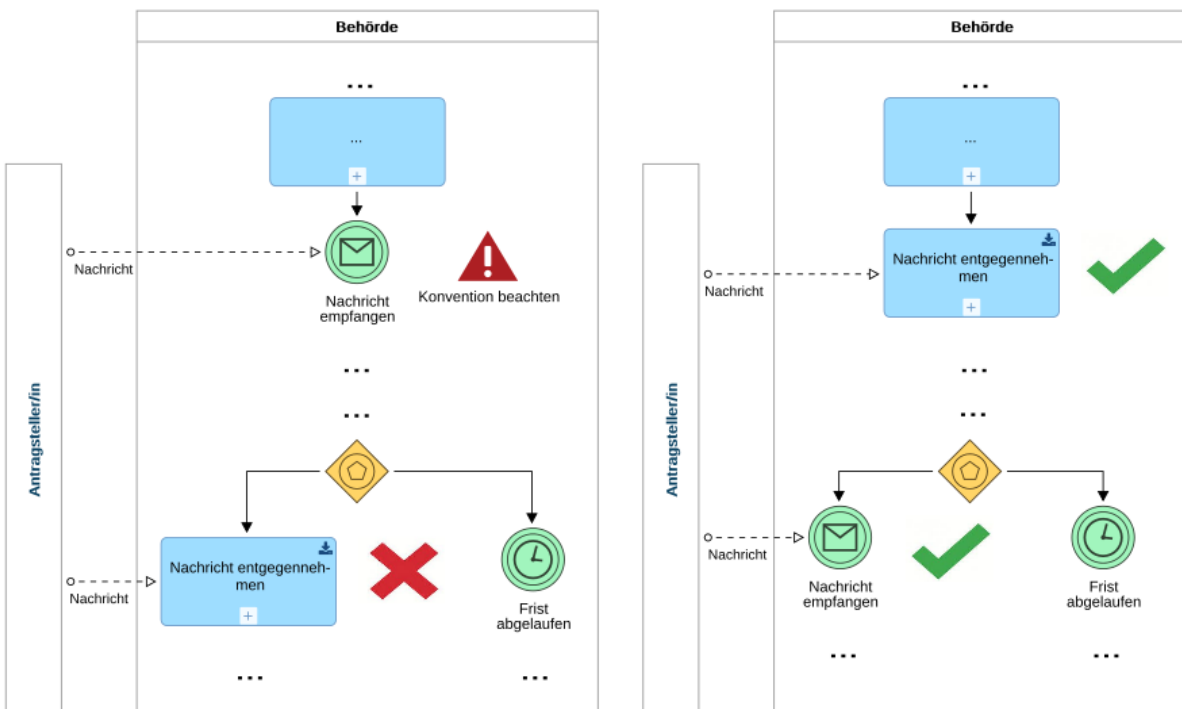 Behörde
...
...
Antragsteller/in
Nachricht
Nachricht
empfangen
Konvention beachten
...
...
Nachricht entgegenneh-
men
Nachricht
Frist
abgelaufen
...
...
Behörde
...
...
Antragsteller/in
Nachricht entgegenneh-
men
Nachricht
...
...
Nachricht
Nachricht
empfangen
Frist
abgelaufen
...
...